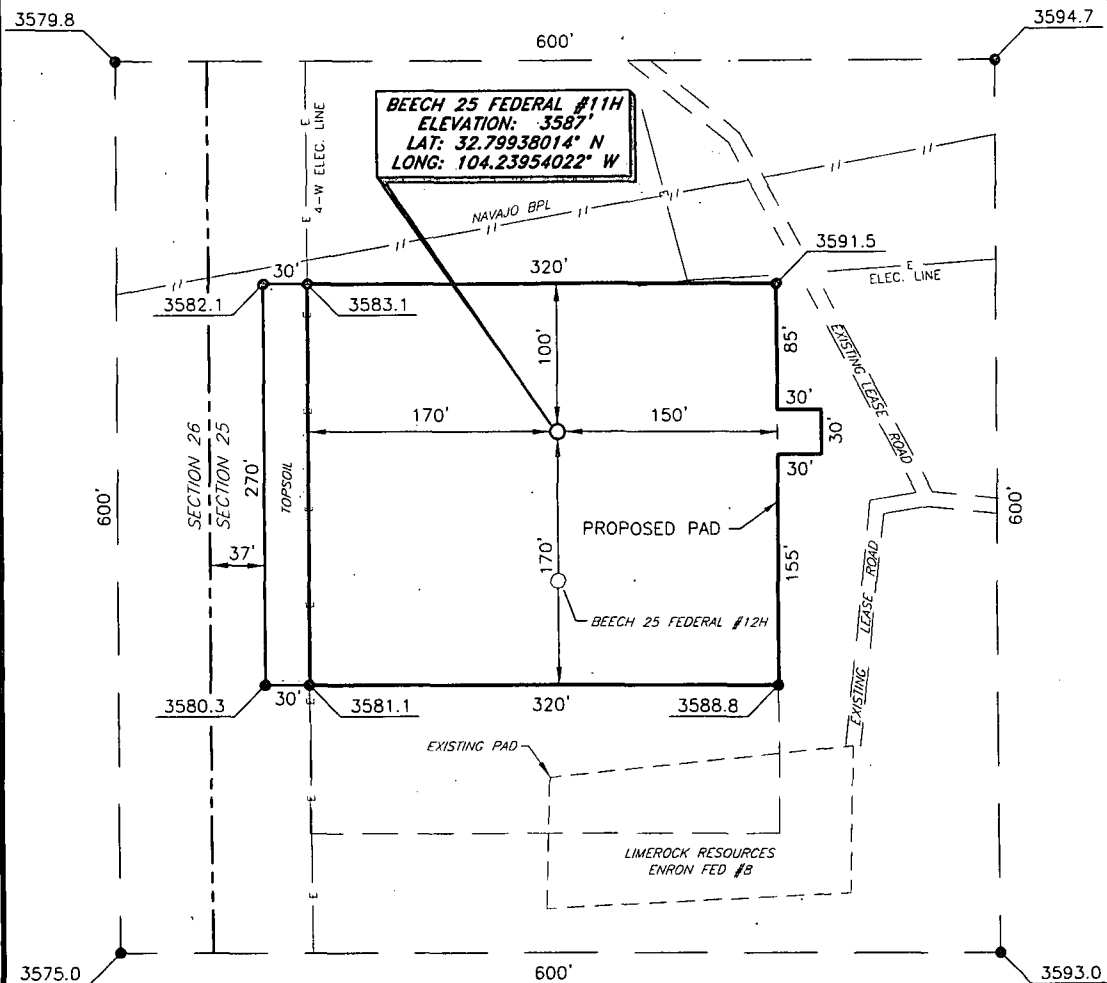 3579.8
3594.7
600'
BEECH 25 FEDERAL #11H
ELEVATION: 3587'
LAT: 32.79938014° N
LONG: 104.23954022° W
E
4-W ELEC. LINE
E
NAVAJO BPL
3591.5
E
ELEC. LINE
30'
320'
3582.1
3583.1
100'
85'
EXISTING LEASE ROAD
30'
30'
30'
170'
150'
SECTION 26
SECTION 25
270'
TOPSOIL
600'
600'
PROPOSED PAD
37'
170'
155'
EXISTING LEASE ROAD
BEECH 25 FEDERAL #12H
3580.3
30'
3581.1
320'
3588.8
E
EXISTING PAD
E
LIMEROCK RESOURCES
ENRON FED #8
E
3575.0
600'
3593.0